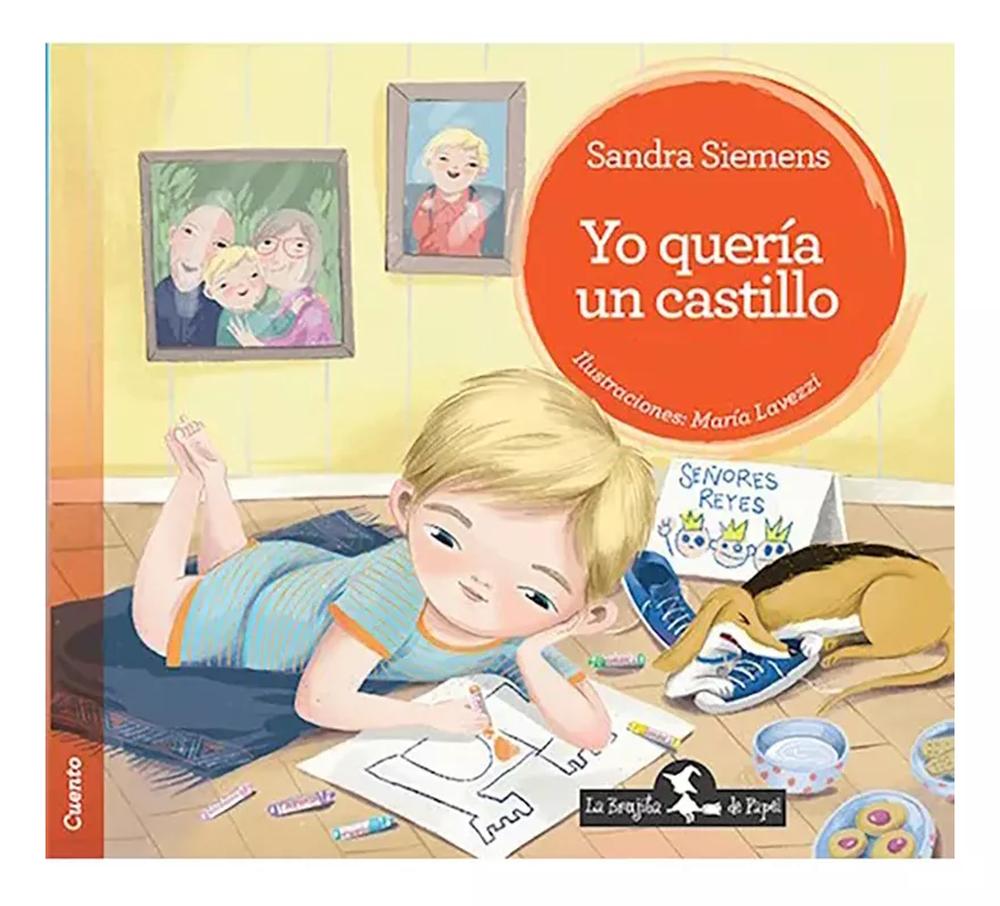 Sandra Siemens
Yo quería
un castillo
Ilustraciones: María Lavezzi
SEÑORES
REYES
La Brujita de Papel
Cuento